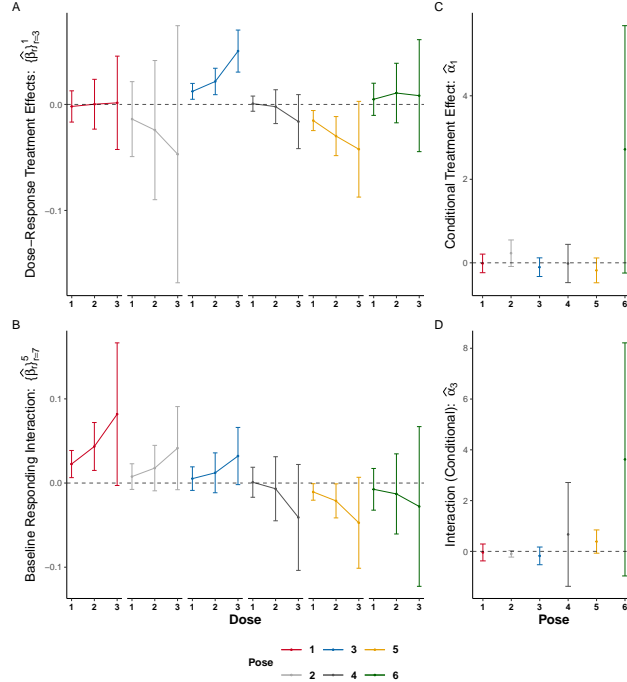 A
Dose−Response Treatment Effects: {β̂r}¹r=3
0.0
−0.1
1 2 3 1 2 3 1 2 3 1 2 3 1 2 3 1 2 3
C
Conditional Treatment Effect: α̂1
4
2
0
1 2 3 4 5 6
B
Baseline Responding Interaction: {β̂r}⁵r=7
0.1
0.0
−0.1
1 2 3 1 2 3 1 2 3 1 2 3 1 2 3 1 2 3
Dose
D
Interaction (Conditional): α̂3
8
6
4
2
0
1 2 3 4 5 6
Pose
Pose
1 3 5
2 4 6